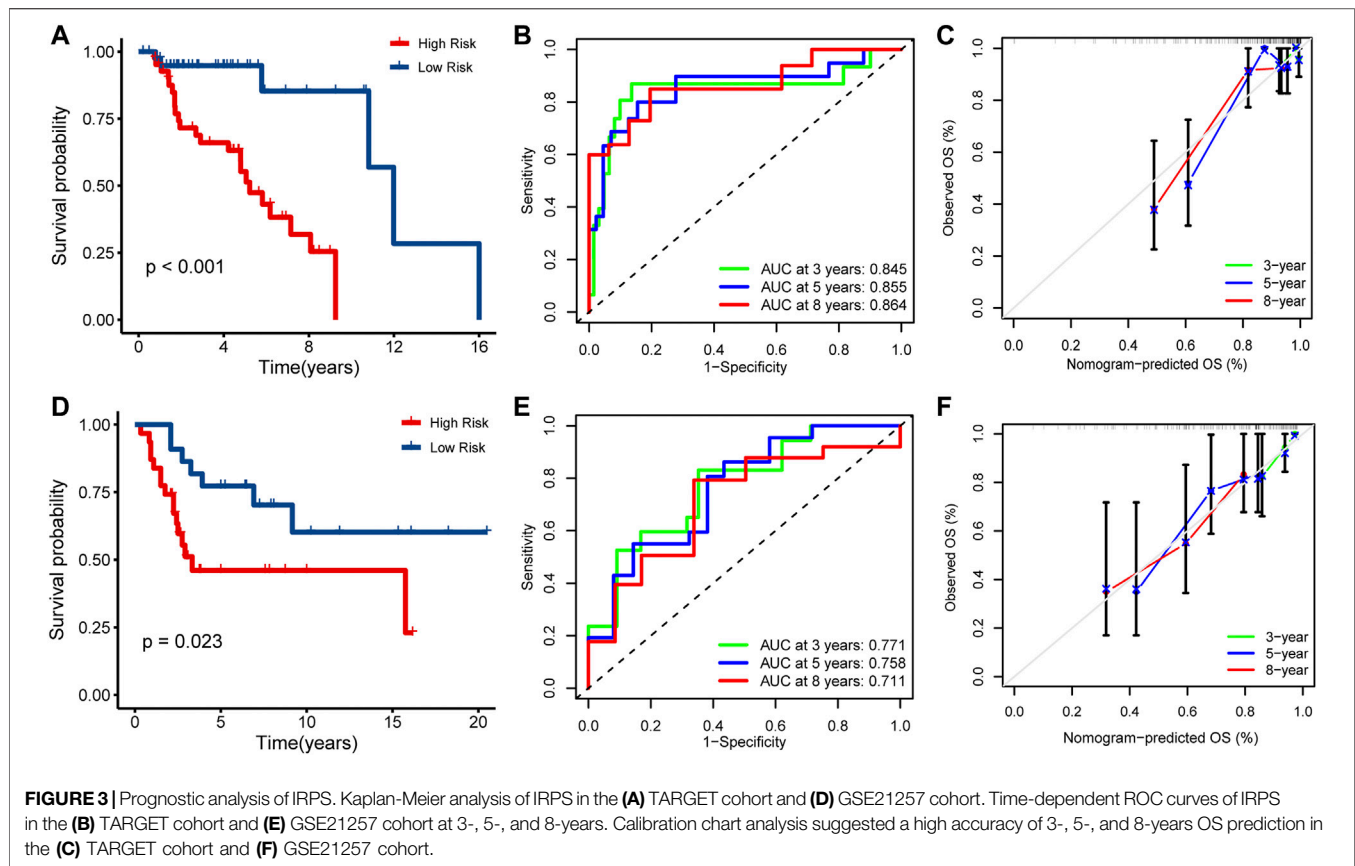 A
High Risk
Low Risk
Survival probability
1.00
0.75
0.50
0.25
0.00
p < 0.001
0 4 8 12 16
Time(years)
B
Sensitivity
1.0
0.8
0.6
0.4
0.2
0.0
AUC at 3 years: 0.845
AUC at 5 years: 0.855
AUC at 8 years: 0.864
0.0 0.2 0.4 0.6 0.8 1.0
1−Specificity
C
Observed OS (%)
1.0
0.8
0.6
0.4
0.2
0.0
3−year
5−year
8−year
0.0 0.2 0.4 0.6 0.8 1.0
Nomogram−predicted OS (%)
D
High Risk
Low Risk
Survival probability
1.00
0.75
0.50
0.25
0.00
p = 0.023
0 5 10 15 20
Time(years)
E
Sensitivity
1.0
0.8
0.6
0.4
0.2
0.0
AUC at 3 years: 0.771
AUC at 5 years: 0.758
AUC at 8 years: 0.711
0.0 0.2 0.4 0.6 0.8 1.0
1−Specificity
F
Observed OS (%)
1.0
0.8
0.6
0.4
0.2
0.0
3−year
5−year
8−year
0.0 0.2 0.4 0.6 0.8 1.0
Nomogram−predicted OS (%)
FIGURE 3 | Prognostic analysis of IRPS. Kaplan-Meier analysis of IRPS in the (A) TARGET cohort and (D) GSE21257 cohort. Time-dependent ROC curves of IRPS
in the (B) TARGET cohort and (E) GSE21257 cohort at 3-, 5-, and 8-years. Calibration chart analysis suggested a high accuracy of 3-, 5-, and 8-years OS prediction in
the (C) TARGET cohort and (F) GSE21257 cohort.